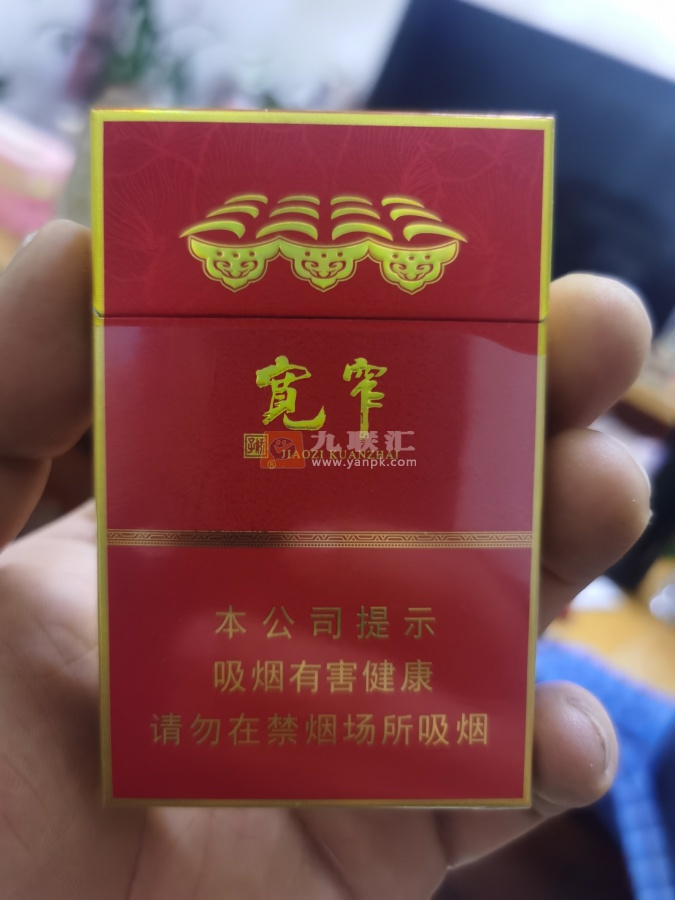 宽窄
JIAOZI KUANZHAI
九联汇
www.yanpk.com
本公司提示
吸烟有害健康
请勿在禁烟场所吸烟